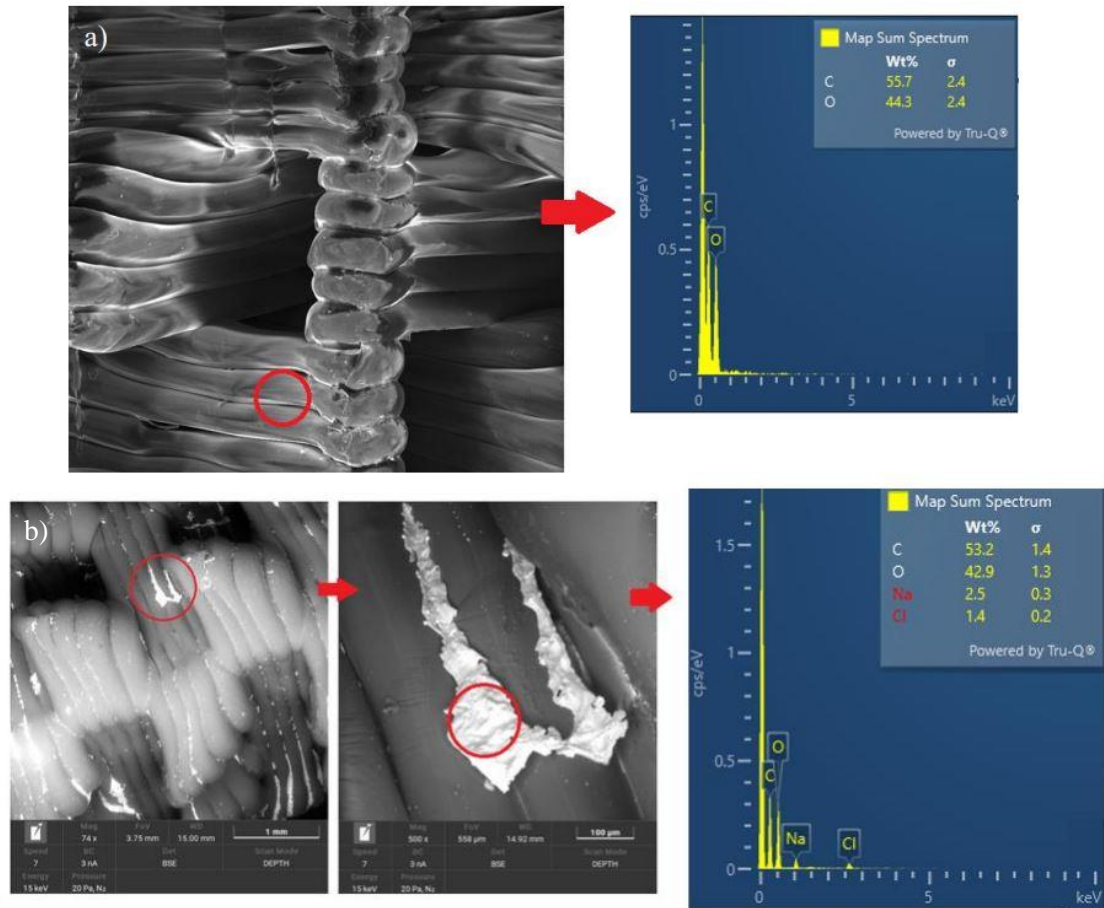 a)
Map Sum Spectrum
Wt% σ
C 55.7 2.4
O 44.3 2.4
Powered by Tru-Q®
1
cps/eV
C
O
0.5
0
0 5 keV
b)
Mag FoV WD
74 x 3.75 mm 15.00 mm 1 mm
Speed BC Det Scan Mode
7 3 nA BSE DEPTH
Energy Pressure
15 keV 20 Pa, N₂
Mag FoV WD
500 x 558 µm 14.92 mm 100 µm
Speed BC Det Scan Mode
7 3 nA BSE DEPTH
Energy Pressure
15 keV 20 Pa, N₂
Map Sum Spectrum
Wt% σ
C 53.2 1.4
O 42.9 1.3
Na 2.5 0.3
Cl 1.4 0.2
Powered by Tru-Q®
1.5
1
cps/eV
O
0.5
C
Na Cl
0
0 5 keV